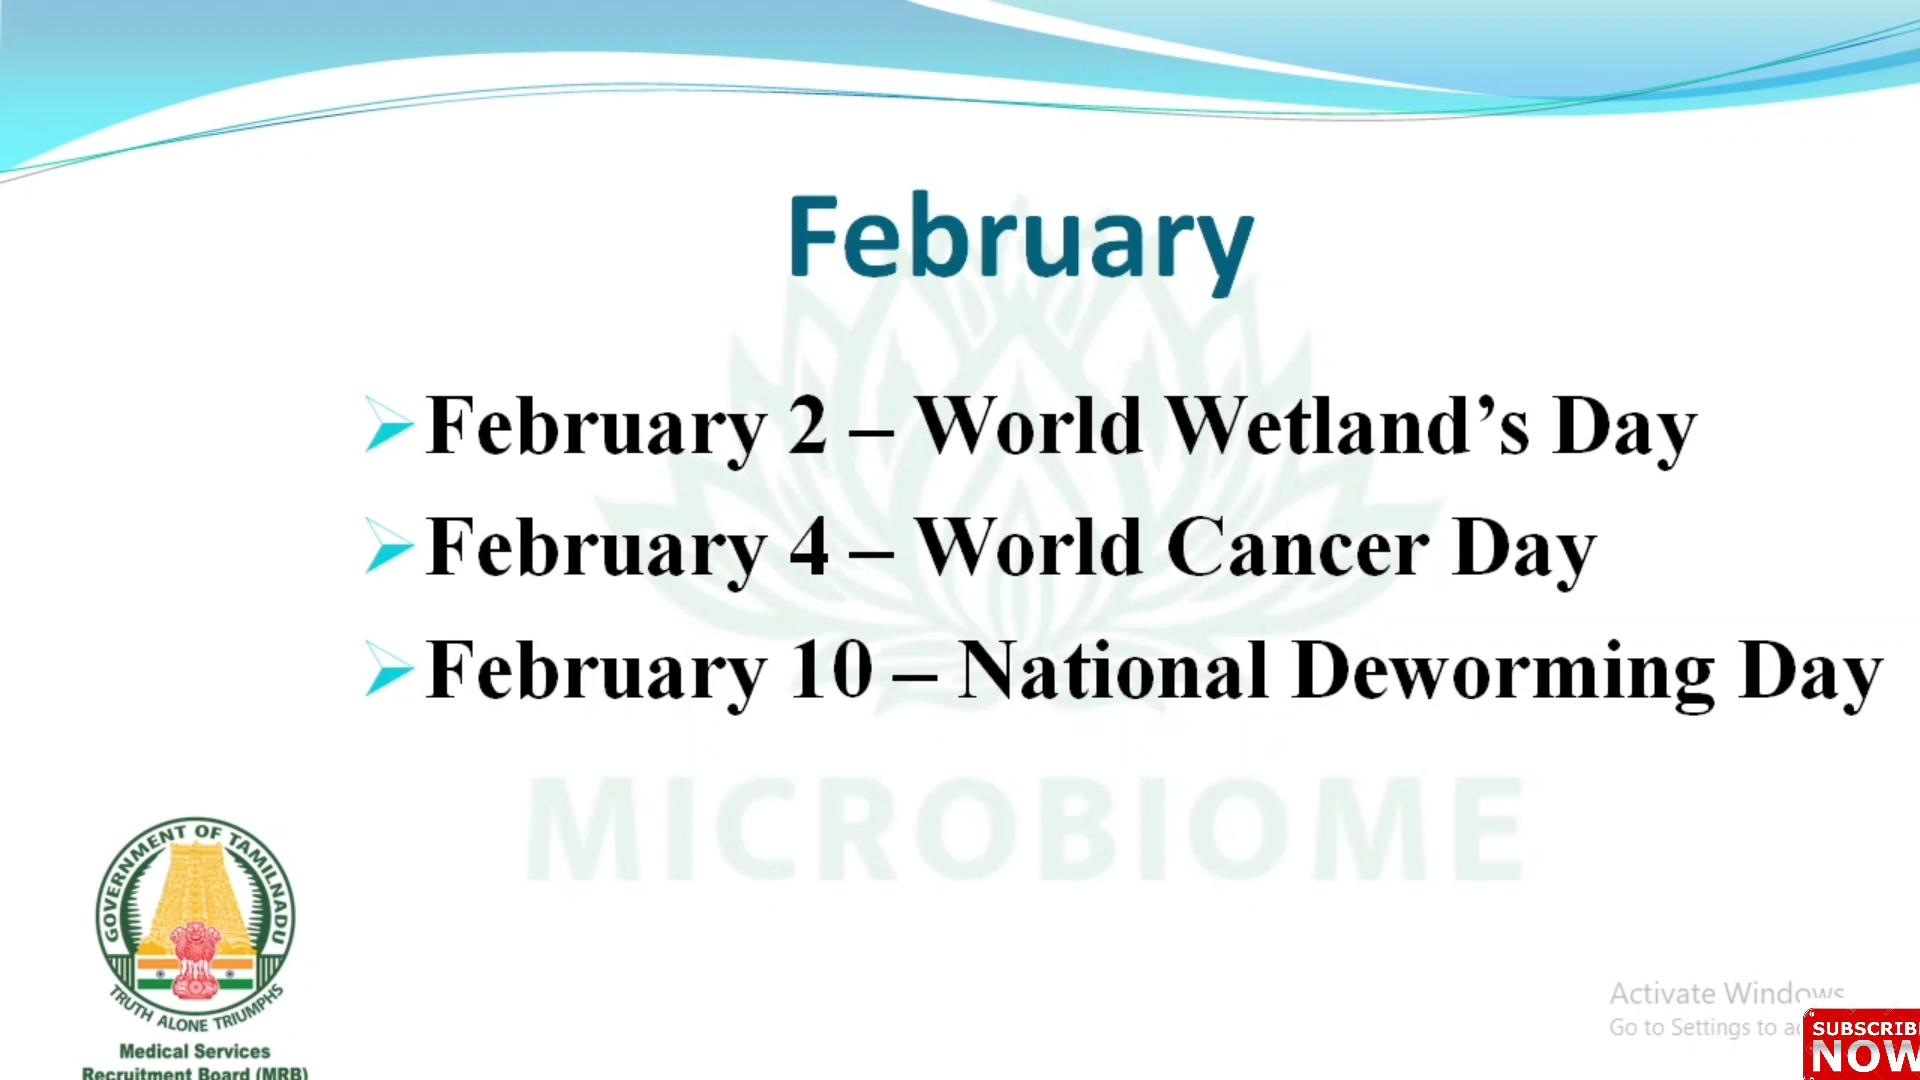 February
February 2 – World Wetland’s Day
February 4 – World Cancer Day
February 10 – National Deworming Day
MICROBIOME
GOVERNMENT OF TAMILNADU
TRUTH ALONE TRIUMPHS
Medical Services
Recruitment Board (MRB)
Activate Windows
Go to Settings to
SUBSCRIB
NOW